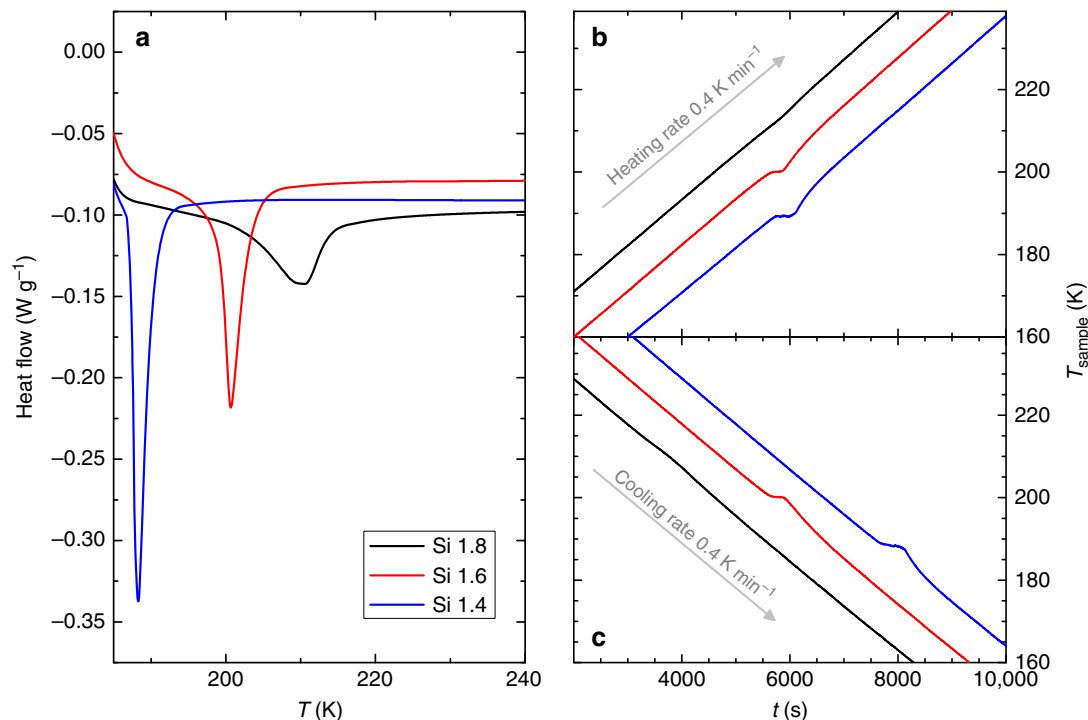 a
0.00
–0.05
–0.10
–0.15
–0.20
–0.25
–0.30
–0.35
Heat flow (W g⁻¹)
200
220
240
T (K)
Si 1.8
Si 1.6
Si 1.4
b
Heating rate 0.4 K min⁻¹
220
200
180
160
c
Cooling rate 0.4 K min⁻¹
220
200
180
160
T_sample (K)
4000
6000
8000
10,000
t (s)